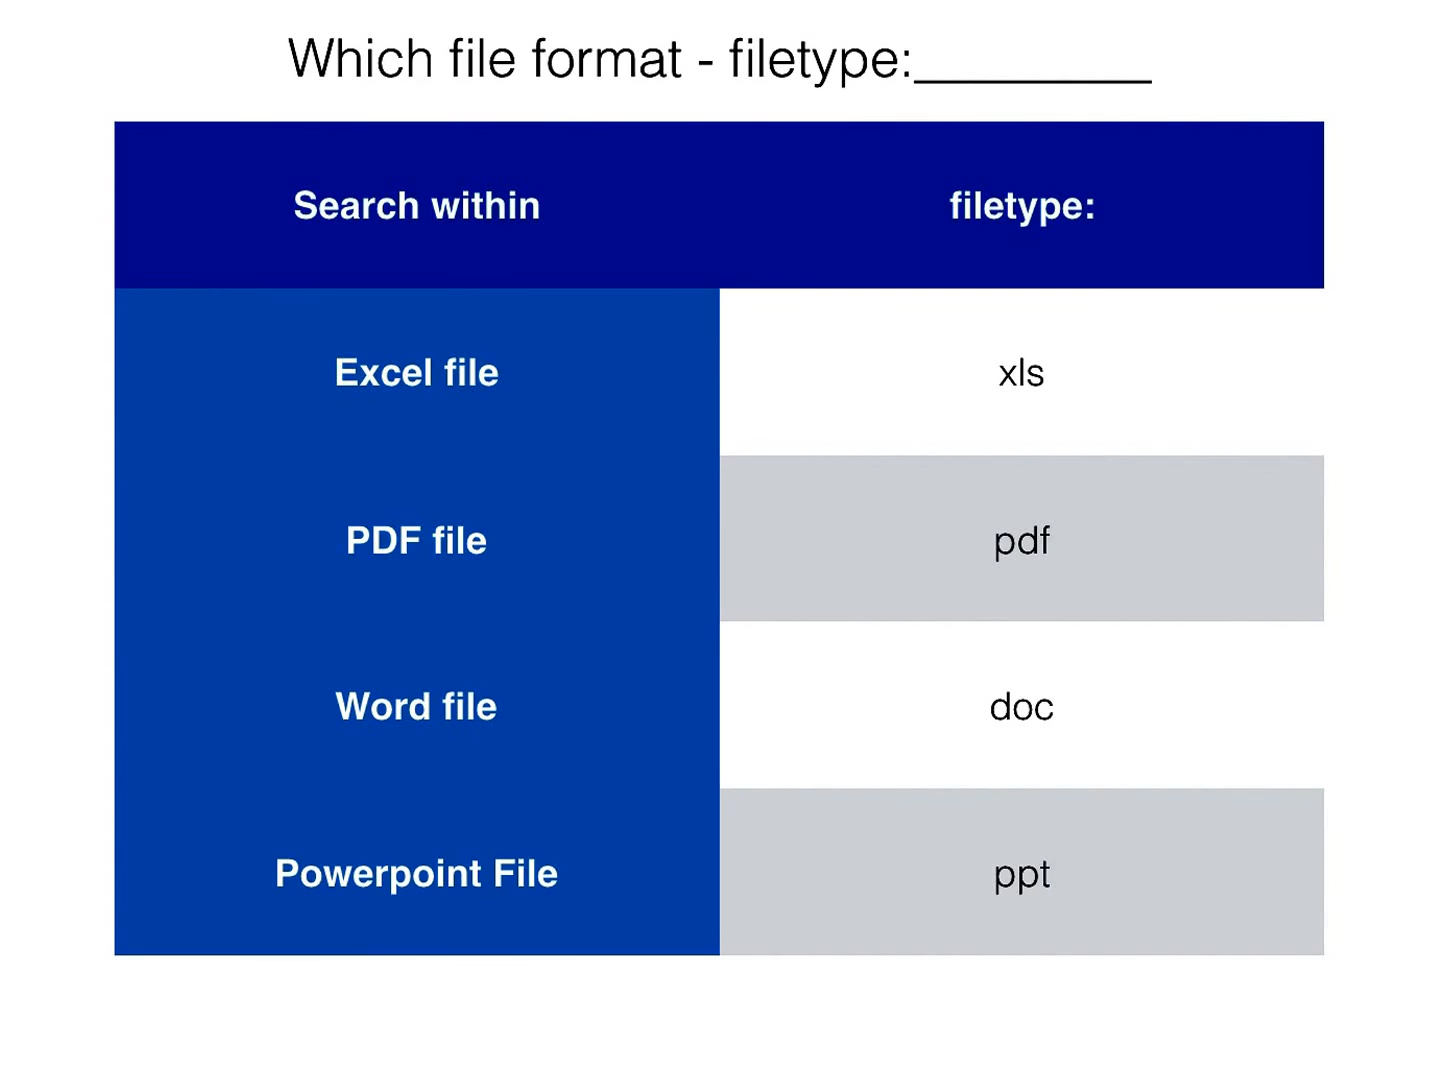 Which file format - filetype:_________
Search within filetype:
Excel file xls
PDF file pdf
Word file doc
Powerpoint File ppt